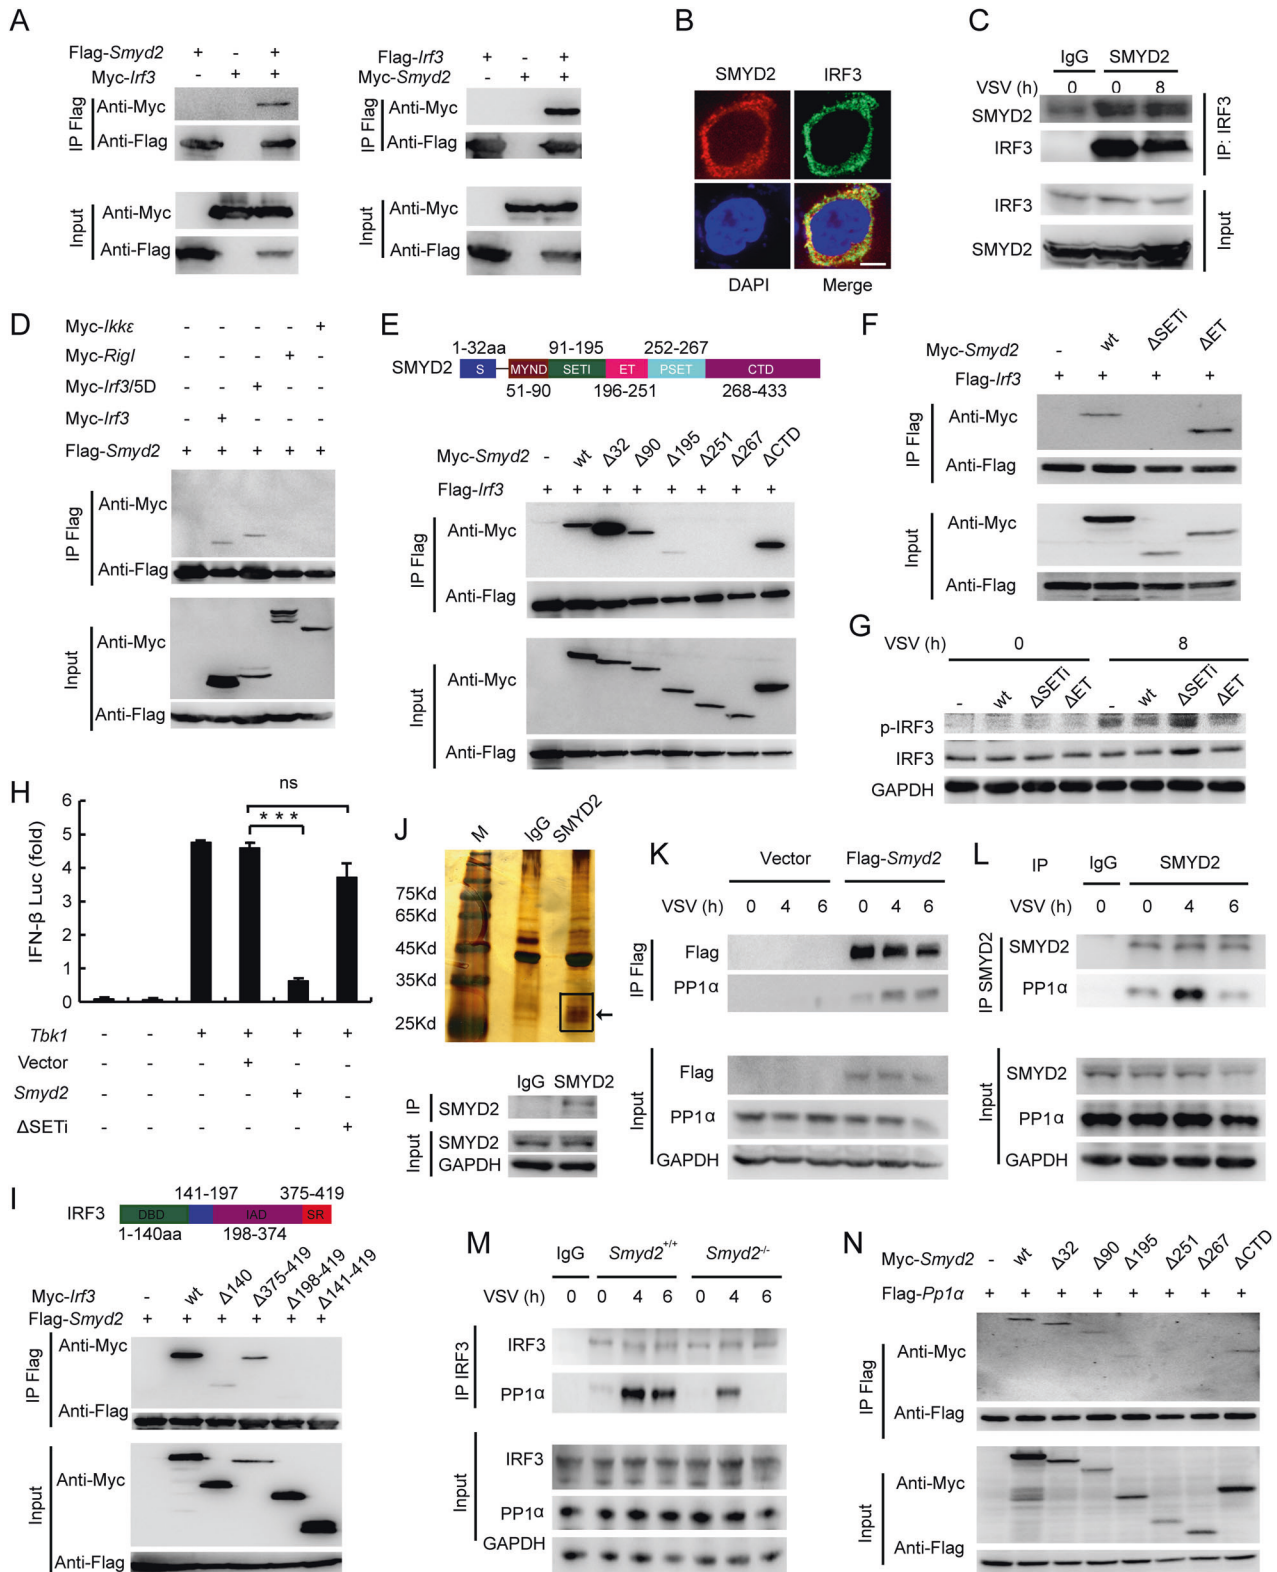 A
Flag-Smyd2 + - +
Myc-Irf3 - + +
IP Flag
Anti-Myc
Anti-Flag
Input
Anti-Myc
Anti-Flag
Flag-Irf3 + - +
Myc-Smyd2 - + +
IP Flag
Anti-Myc
Anti-Flag
Input
Anti-Myc
Anti-Flag
B
SMYD2 IRF3
DAPI Merge
C
IgG SMYD2
VSV (h) 0 0 8
SMYD2
IRF3
IP: IRF3
IRF3
SMYD2
Input
D
Myc-Ikkε - - - - +
Myc-RigI - - - + -
Myc-Irf3/5D - - + - -
Myc-Irf3 - + - - -
Flag-Smyd2 + + + + +
IP Flag
Anti-Myc
Anti-Flag
Input
Anti-Myc
Anti-Flag
E
1-32aa 91-195 252-267
SMYD2 S MYND SETI ET PSET CTD
51-90 196-251 268-433
Myc-Smyd2 - wt Δ32 Δ90 Δ195 Δ251 Δ267 ΔCTD
Flag-Irf3 + + + + + + + +
IP Flag
Anti-Myc
Anti-Flag
Input
Anti-Myc
Anti-Flag
F
Myc-Smyd2 - wt ΔSETi ΔET
Flag-Irf3 + + + +
IP Flag
Anti-Myc
Anti-Flag
Input
Anti-Myc
Anti-Flag
G
VSV (h) 0 8
- wt ΔSETi ΔET - wt ΔSETi ΔET
p-IRF3
IRF3
GAPDH
H
ns
***
IFN-β Luc (fold)
6
5
4
3
2
1
0
Tbk1 - - + + + +
Vector - - - + - -
Smyd2 - - - - + -
ΔSETi - - - - - +
I
141-197 375-419
IRF3 DBD IAD SR
1-140aa 198-374
Myc-Irf3 - wt Δ140 Δ375-419 Δ198-419 Δ141-419
Flag-Smyd2 + + + + + +
IP Flag
Anti-Myc
Anti-Flag
Input
Anti-Myc
Anti-Flag
J
M IgG SMYD2
75Kd
65Kd
45Kd
35Kd
25Kd
IgG SMYD2
IP
SMYD2
Input
SMYD2
GAPDH
K
Vector Flag-Smyd2
VSV (h) 0 4 6 0 4 6
IP Flag
Flag
PP1α
Input
Flag
PP1α
GAPDH
L
IP IgG SMYD2
VSV (h) 0 0 4 6
IP SMYD2
SMYD2
PP1α
Input
SMYD2
PP1α
GAPDH
M
IgG Smyd2+/+ Smyd2-/-
VSV (h) 0 0 4 6 0 4 6
IP IRF3
IRF3
PP1α
Input
IRF3
PP1α
GAPDH
N
Myc-Smyd2 - wt Δ32 Δ90 Δ195 Δ251 Δ267 ΔCTD
Flag-Pp1α + + + + + + + +
IP Flag
Anti-Myc
Anti-Flag
Input
Anti-Myc
Anti-Flag